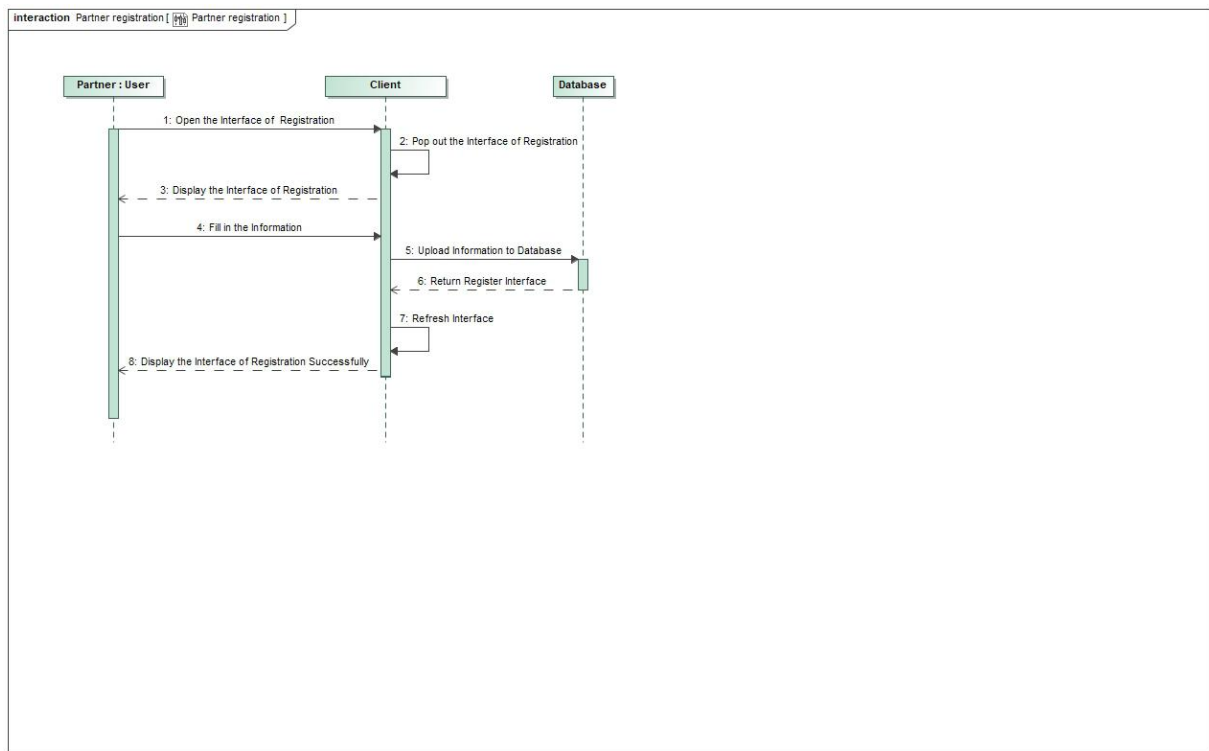 interaction Partner registration [ Partner registration ]
Partner : User
Client
Database
1: Open the Interface of Registration
2: Pop out the Interface of Registration
3: Display the Interface of Registration
4: Fill in the Information
5: Upload Information to Database
6: Return Register Interface
7: Refresh Interface
8: Display the Interface of Registration Successfully